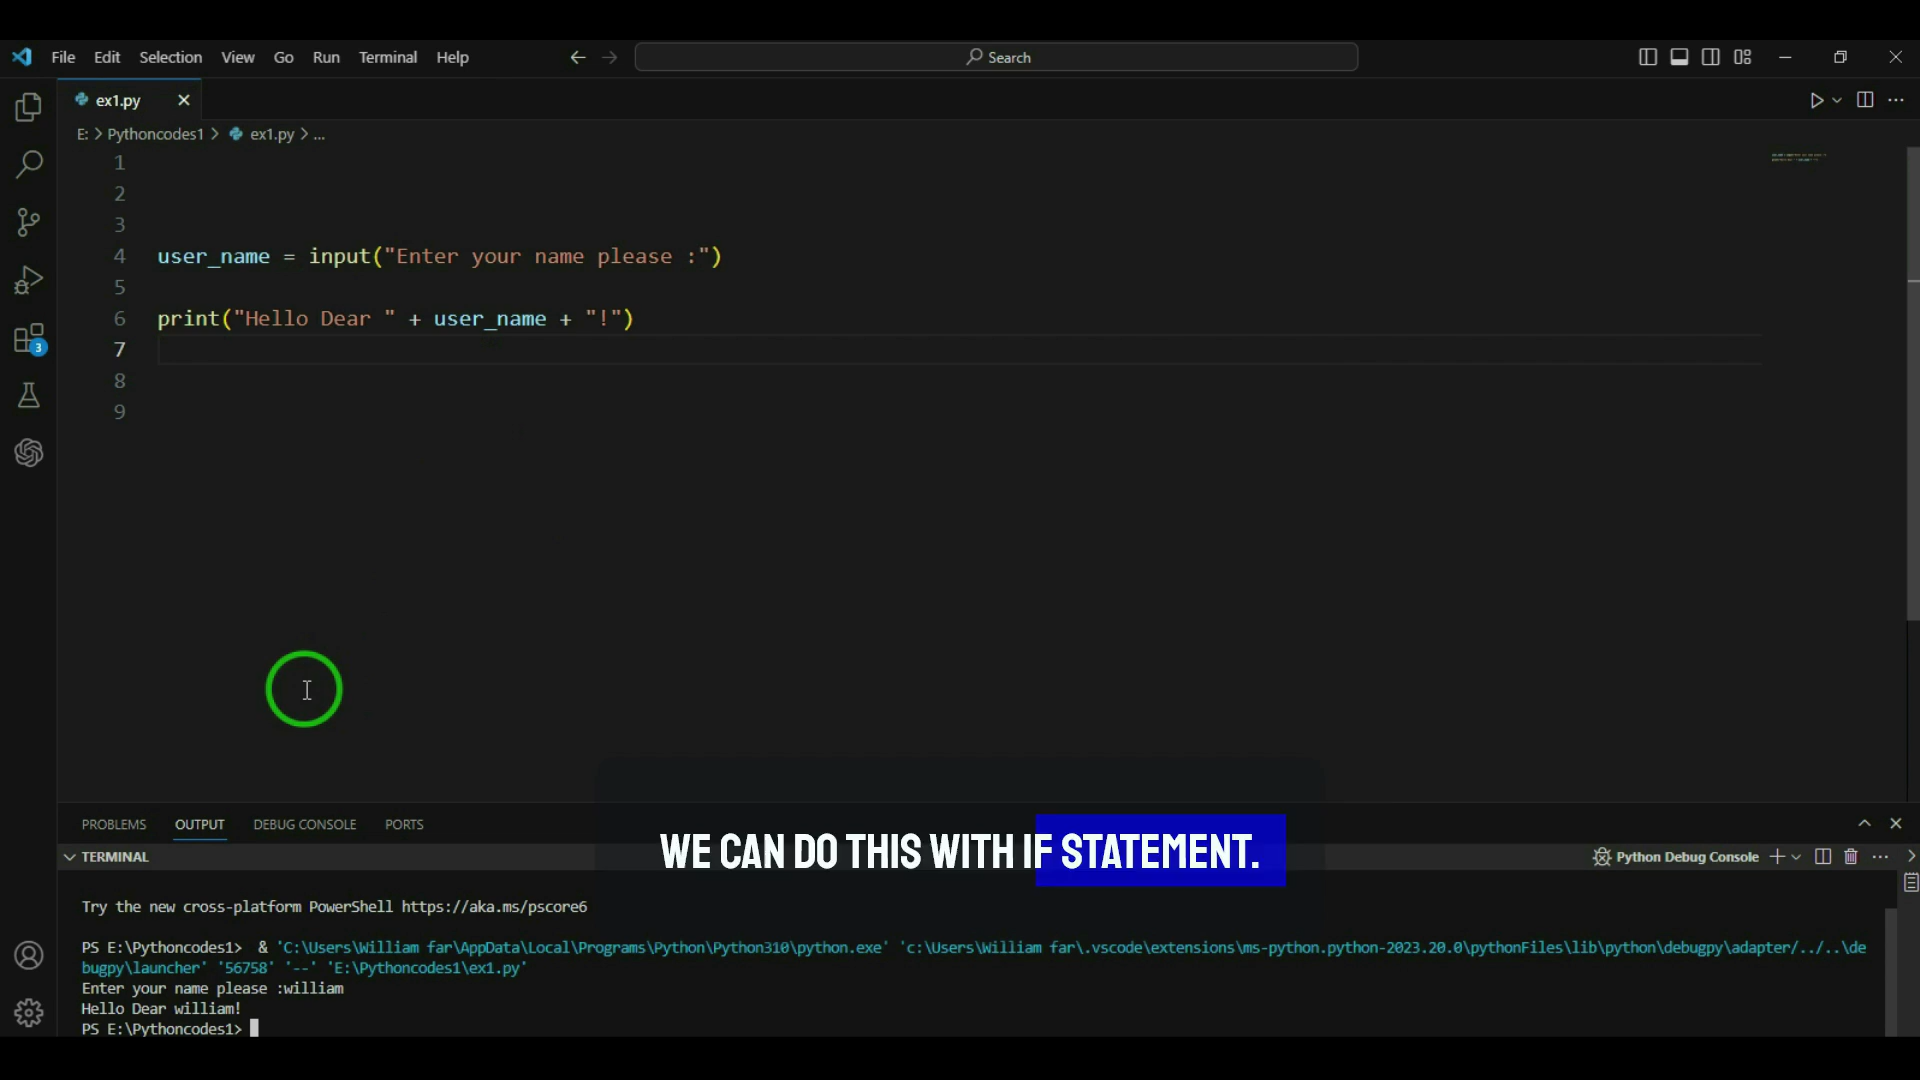 File Edit Selection View Go Run Terminal Help
Search
ex1.py
E: > Pythoncodes1 > ex1.py > ...
1
2
3
4 user_name = input("Enter your name please :")
5
6 print("Hello Dear " + user_name + "!")
7
8
9
3
PROBLEMS OUTPUT DEBUG CONSOLE PORTS
WE CAN DO THIS WITH IF STATEMENT.
TERMINAL
Python Debug Console
Try the new cross-platform PowerShell https://aka.ms/pscore6
PS E:\Pythoncodes1> & 'C:\Users\William far\AppData\Local\Programs\Python\Python310\python.exe' 'c:\Users\William far\.vscode\extensions\ms-python.python-2023.20.0\pythonFiles\lib\python\debugpy\adapter/../..\de
bugpy\launcher' '56758' '--' 'E:\Pythoncodes1\ex1.py'
Enter your name please :william
Hello Dear william!
PS E:\Pythoncodes1>